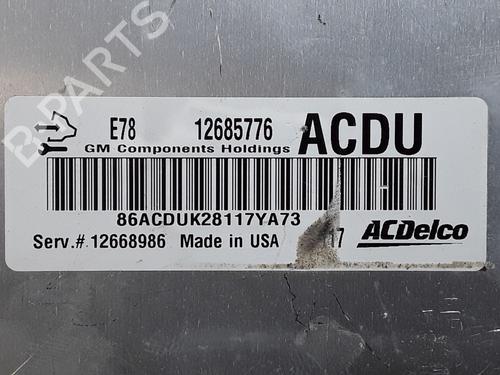 B-PARTS
E78 12685776 ACDU
GM Components Holdings
86ACDUK28117YA73
Serv.#.12668986 Made in USA 17 ACDelco